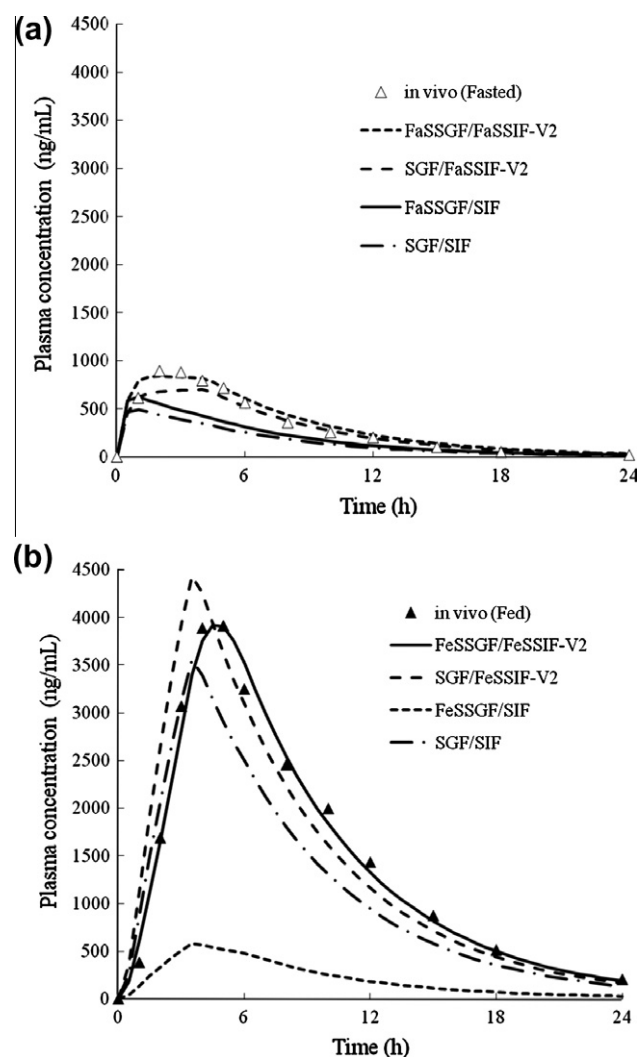 (a)
4500
4000
3500
3000
2500
2000
1500
1000
500
0
Plasma concentration (ng/mL)
in vivo (Fasted)
FaSSGF/FaSSIF-V2
SGF/FaSSIF-V2
FaSSGF/SIF
SGF/SIF
0 6 12 18 24
Time (h)
(b)
4500
4000
3500
3000
2500
2000
1500
1000
500
0
Plasma concentration (ng/mL)
in vivo (Fed)
FeSSGF/FeSSIF-V2
SGF/FeSSIF-V2
FeSSGF/SIF
SGF/SIF
0 6 12 18 24
Time (h)